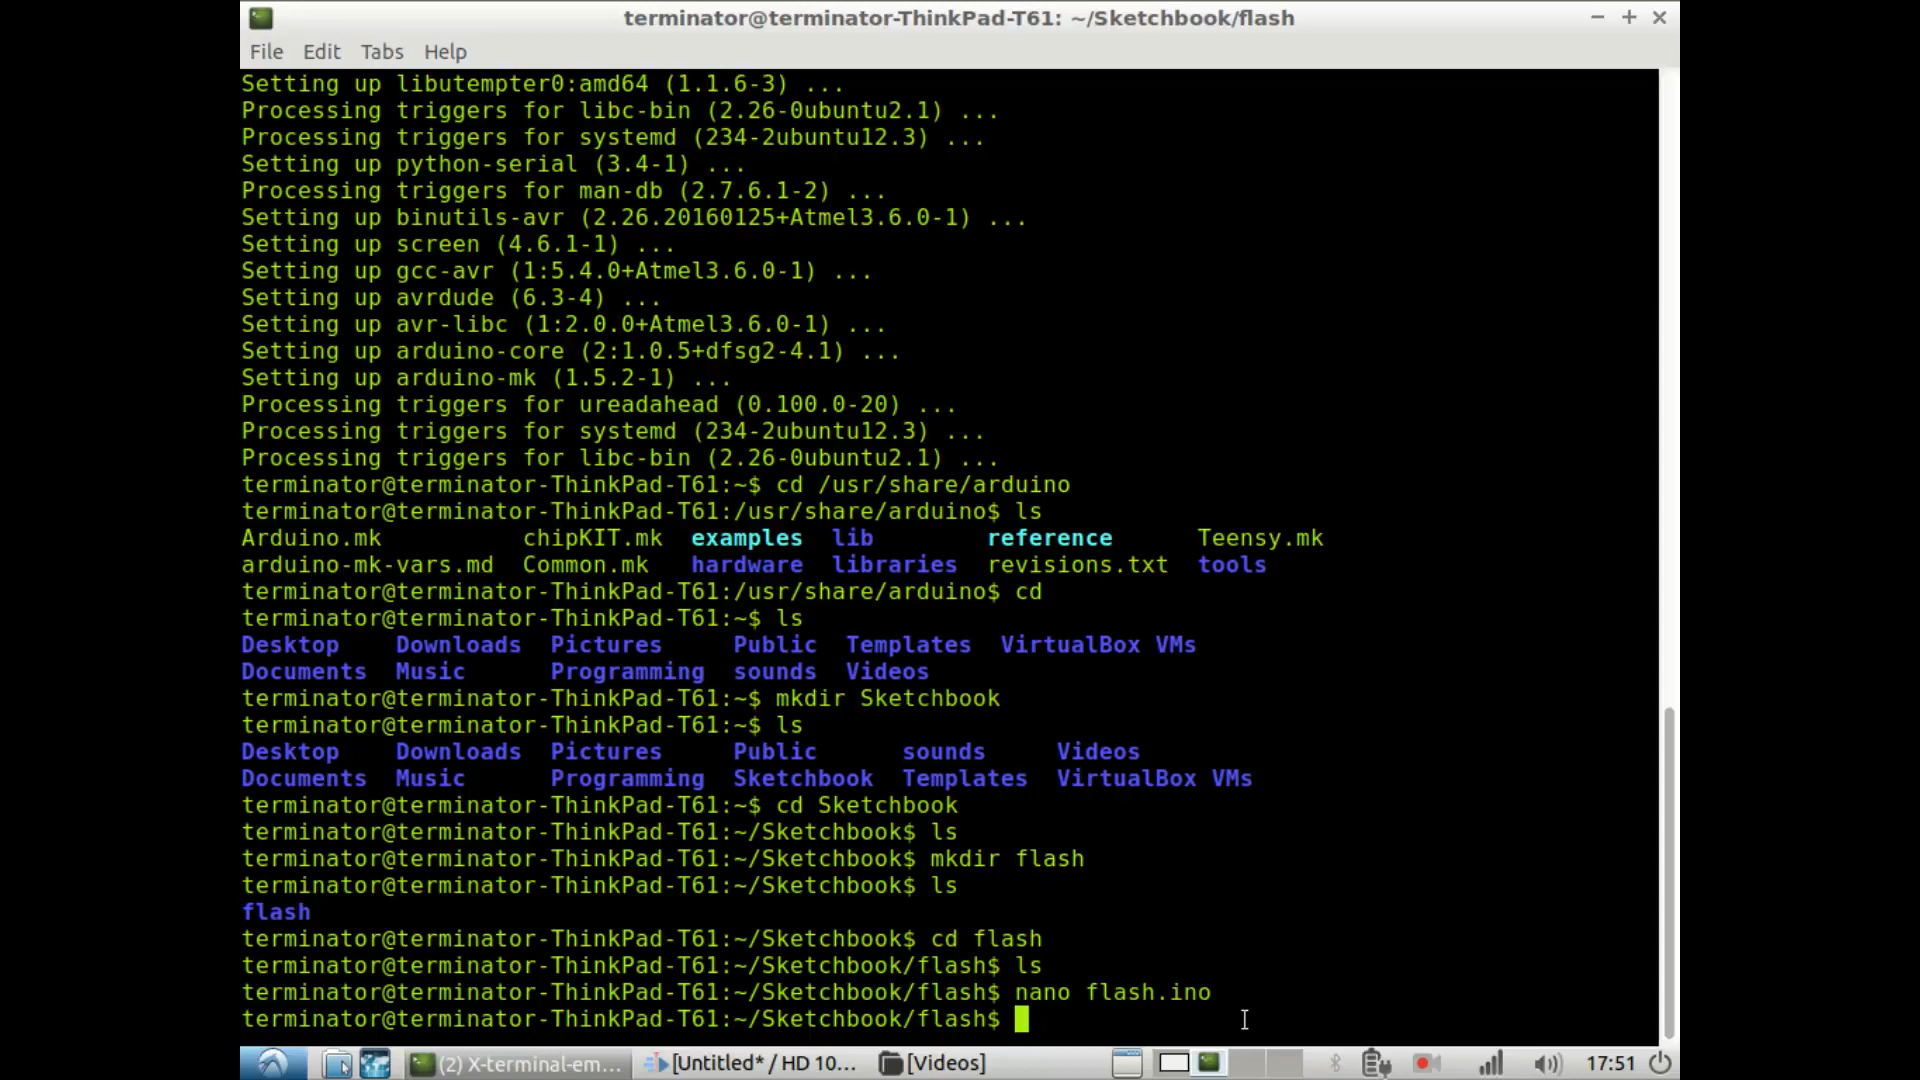 terminator@terminator-ThinkPad-T61: ~/Sketchbook/flash
File Edit Tabs Help
Setting up libutempter0:amd64 (1.1.6-3) ...
Processing triggers for libc-bin (2.26-0ubuntu2.1) ...
Processing triggers for systemd (234-2ubuntu12.3) ...
Setting up python-serial (3.4-1) ...
Processing triggers for man-db (2.7.6.1-2) ...
Setting up binutils-avr (2.26.20160125+Atmel3.6.0-1) ...
Setting up screen (4.6.1-1) ...
Setting up gcc-avr (1:5.4.0+Atmel3.6.0-1) ...
Setting up avrdude (6.3-4) ...
Setting up avr-libc (1:2.0.0+Atmel3.6.0-1) ...
Setting up arduino-core (2:1.0.5+dfsg2-4.1) ...
Setting up arduino-mk (1.5.2-1) ...
Processing triggers for ureadahead (0.100.0-20) ...
Processing triggers for systemd (234-2ubuntu12.3) ...
Processing triggers for libc-bin (2.26-0ubuntu2.1) ...
terminator@terminator-ThinkPad-T61:~$ cd /usr/share/arduino
terminator@terminator-ThinkPad-T61:/usr/share/arduino$ ls
Arduino.mk chipKIT.mk examples lib reference Teensy.mk
arduino-mk-vars.md Common.mk hardware libraries revisions.txt tools
terminator@terminator-ThinkPad-T61:/usr/share/arduino$ cd
terminator@terminator-ThinkPad-T61:~$ ls
Desktop Downloads Pictures Public Templates VirtualBox VMs
Documents Music Programming sounds Videos
terminator@terminator-ThinkPad-T61:~$ mkdir Sketchbook
terminator@terminator-ThinkPad-T61:~$ ls
Desktop Downloads Pictures Public sounds Videos
Documents Music Programming Sketchbook Templates VirtualBox VMs
terminator@terminator-ThinkPad-T61:~$ cd Sketchbook
terminator@terminator-ThinkPad-T61:~/Sketchbook$ ls
terminator@terminator-ThinkPad-T61:~/Sketchbook$ mkdir flash
terminator@terminator-ThinkPad-T61:~/Sketchbook$ ls
flash
terminator@terminator-ThinkPad-T61:~/Sketchbook$ cd flash
terminator@terminator-ThinkPad-T61:~/Sketchbook/flash$ ls
terminator@terminator-ThinkPad-T61:~/Sketchbook/flash$ nano flash.ino
terminator@terminator-ThinkPad-T61:~/Sketchbook/flash$
(2) X-terminal-em... [Untitled* / HD 10... [Videos] 17:51